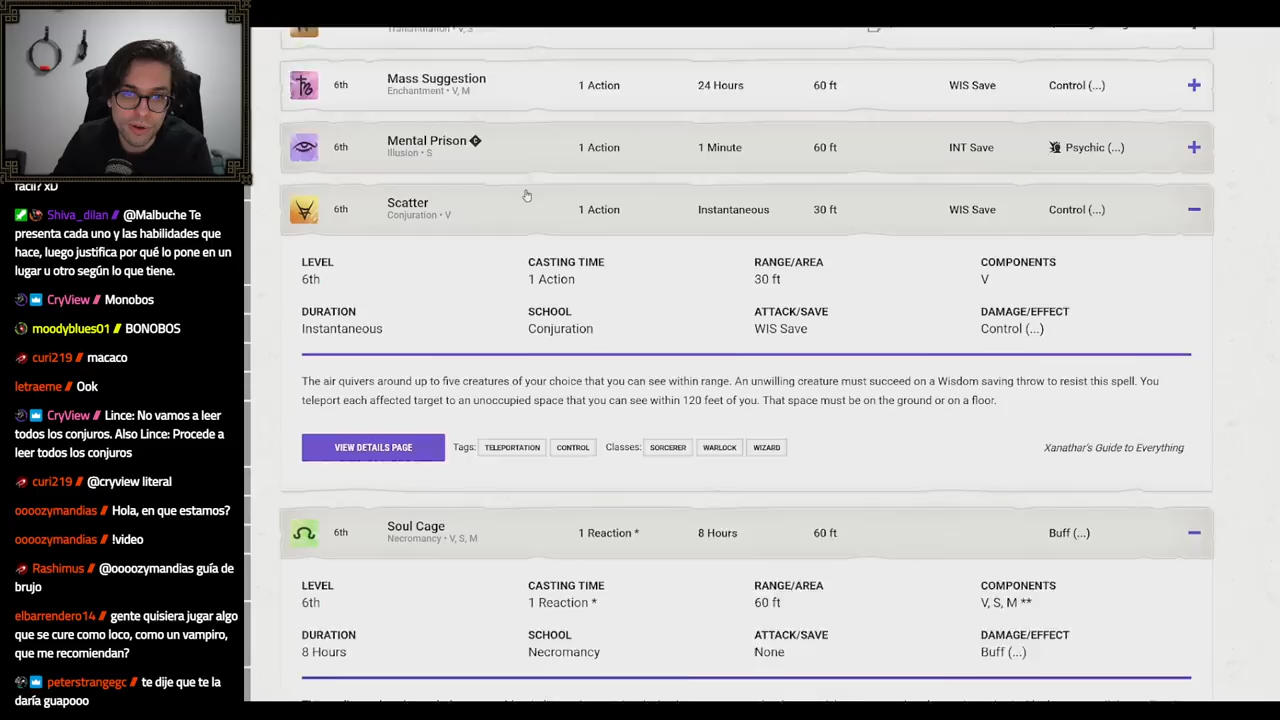 fácil? xD
Shiva_dilan // @Malbuche Te
presenta cada uno y las habilidades que
hace, luego justifica por qué lo pone en un
lugar u otro según lo que tiene.
CryView // Monobos
moodyblues01 // BONOBOS
curi219 // macaco
letraeme // Ook
CryView // Lince: No vamos a leer
todos los conjuros. Also Lince: Procede a
leer todos los conjuros
curi219 // @cryview literal
oooozymandias // Hola, en que estamos?
oooozymandias // !video
Rashimus // @oooozymandias guía de
brujo
elbarrendero14 // gente quisiera jugar algo
que se cure como loco, como un vampiro,
que me recomiendan?
peterstrangegc // te dije que te la
daría guapooo
Transmutation • V, S
6th Mass Suggestion 1 Action 24 Hours 60 ft WIS Save Control (...)
Enchantment • V, M
6th Mental Prison 1 Action 1 Minute 60 ft INT Save Psychic (...)
Illusion • S
6th Scatter 1 Action Instantaneous 30 ft WIS Save Control (...)
Conjuration • V
LEVEL CASTING TIME RANGE/AREA COMPONENTS
6th 1 Action 30 ft V
DURATION SCHOOL ATTACK/SAVE DAMAGE/EFFECT
Instantaneous Conjuration WIS Save Control (...)
The air quivers around up to five creatures of your choice that you can see within range. An unwilling creature must succeed on a Wisdom saving throw to resist this spell. You
teleport each affected target to an unoccupied space that you can see within 120 feet of you. That space must be on the ground or on a floor.
VIEW DETAILS PAGE Tags: TELEPORTATION CONTROL Classes: SORCERER WARLOCK WIZARD Xanathar's Guide to Everything
6th Soul Cage 1 Reaction * 8 Hours 60 ft Buff (...)
Necromancy • V, S, M
LEVEL CASTING TIME RANGE/AREA COMPONENTS
6th 1 Reaction * 60 ft V, S, M **
DURATION SCHOOL ATTACK/SAVE DAMAGE/EFFECT
8 Hours Necromancy None Buff (...)